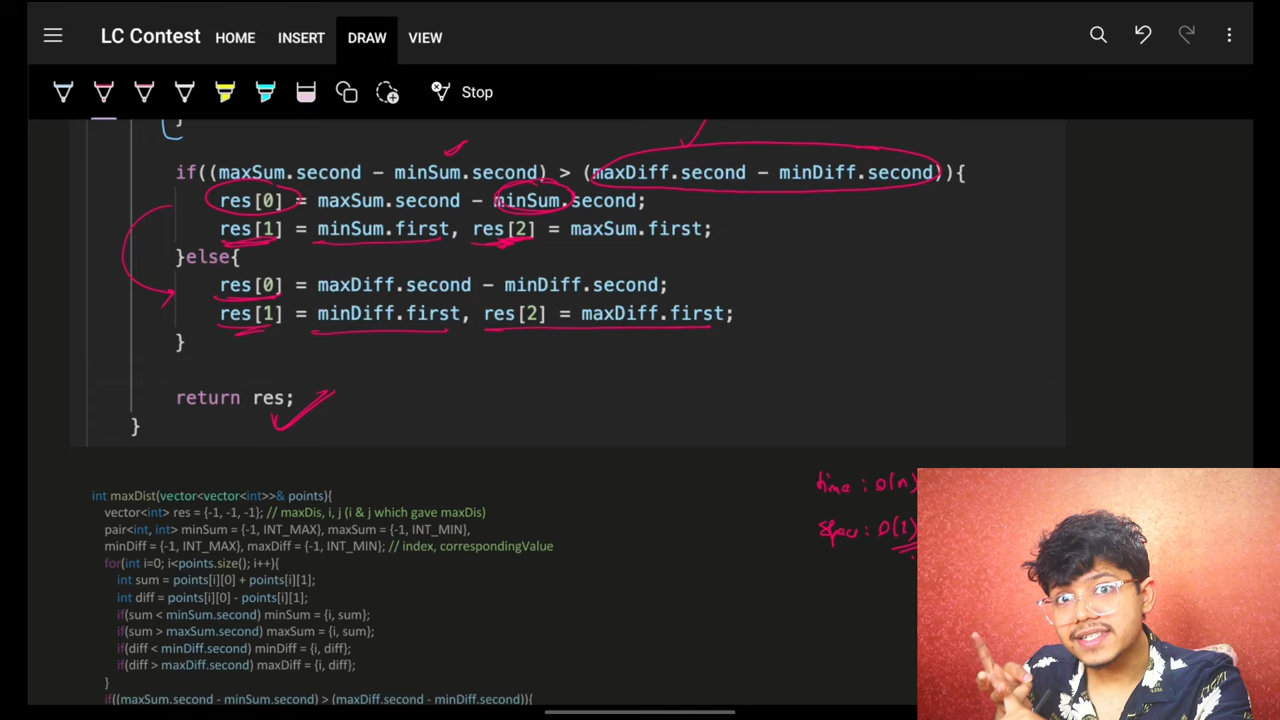 LC Contest HOME INSERT DRAW VIEW
Stop
}
if((maxSum.second - minSum.second) > (maxDiff.second - minDiff.second)){
res[0] = maxSum.second - minSum.second;
res[1] = minSum.first, res[2] = maxSum.first;
}else{
res[0] = maxDiff.second - minDiff.second;
res[1] = minDiff.first, res[2] = maxDiff.first;
}
return res;
}
time : O(n)
space : O(1)
int maxDist(vector<vector<int>>& points){
vector<int> res = {-1, -1, -1}; // maxDis, i, j (i & j which gave maxDis)
pair<int, int> minSum = {-1, INT_MAX}, maxSum = {-1, INT_MIN},
minDiff = {-1, INT_MAX}, maxDiff = {-1, INT_MIN}; // index, correspondingValue
for(int i=0; i<points.size(); i++){
int sum = points[i][0] + points[i][1];
int diff = points[i][0] - points[i][1];
if(sum < minSum.second) minSum = {i, sum};
if(sum > maxSum.second) maxSum = {i, sum};
if(diff < minDiff.second) minDiff = {i, diff};
if(diff > maxDiff.second) maxDiff = {i, diff};
}
if((maxSum.second - minSum.second) > (maxDiff.second - minDiff.second)){